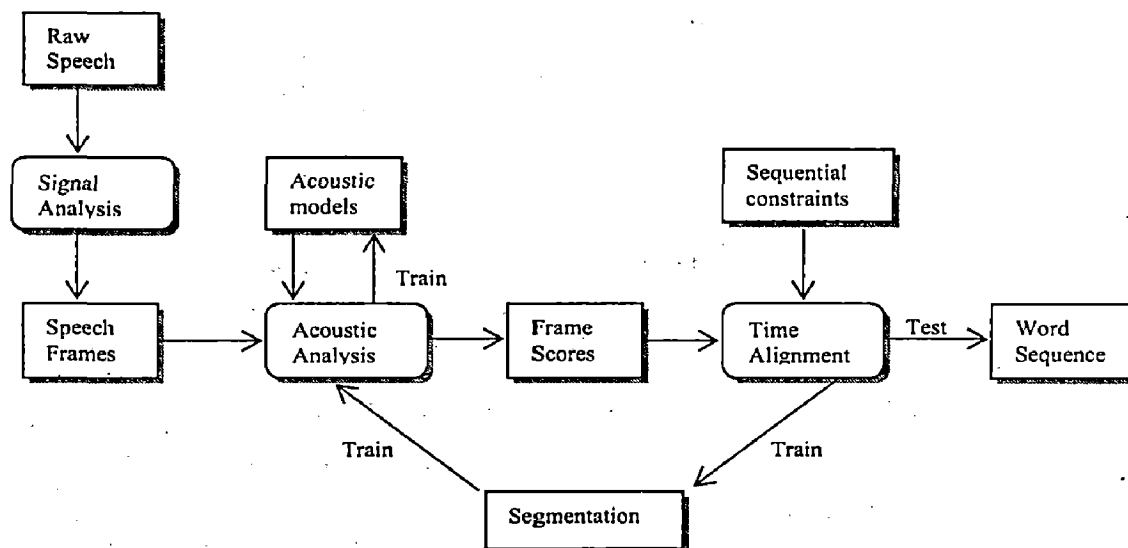 Raw
Speech
Signal
Analysis
Acoustic
models
Sequential
constraints
Train
Speech
Frames
Acoustic
Analysis
Frame
Scores
Time
Alignment
Test
Word
Sequence
Train
Train
Segmentation